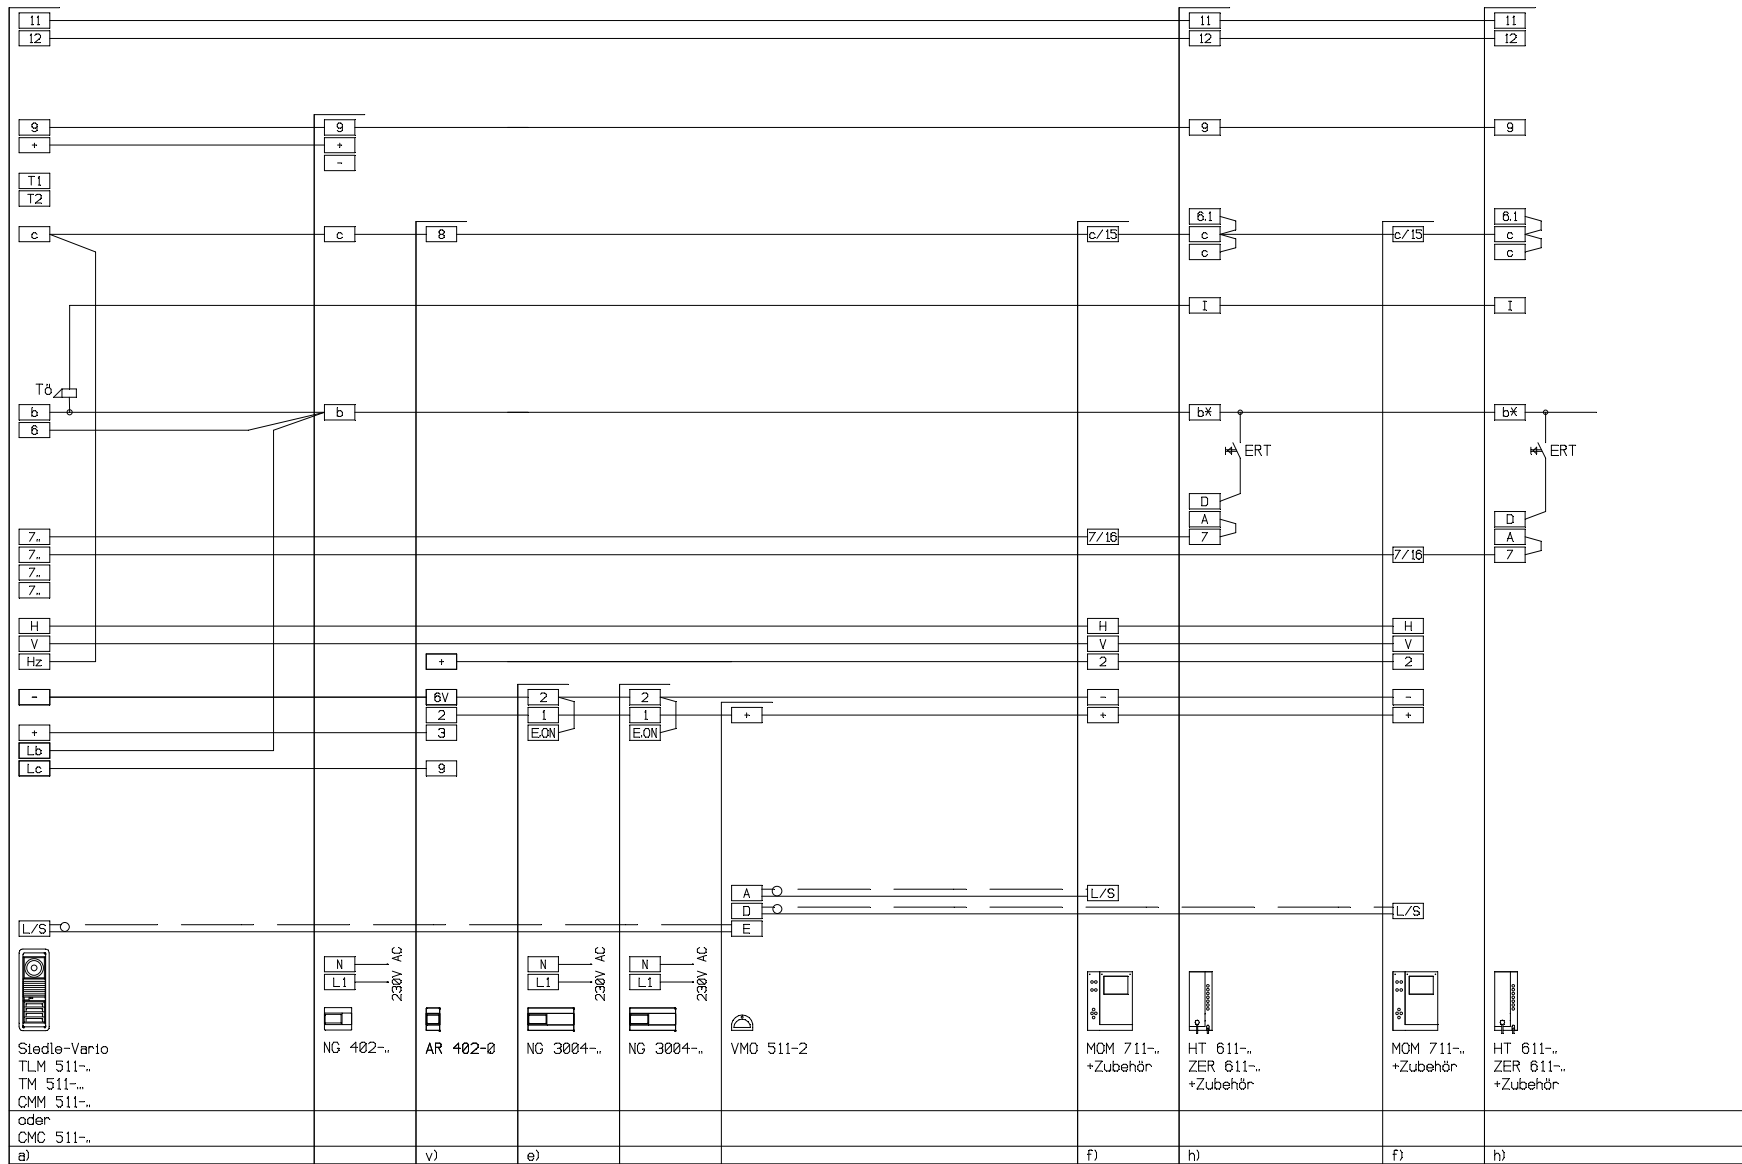 11 11 11
12 12 12
9 9 9 9
+ +
-
T1
T2
6.1 6.1
c c 8 c/15 c c/15 c
c c
I I
Tö
b b b* b*
6
ERT ERT
D
A D
7.. 7/16 7 A
7.. 7/16 7
7..
7..
H H H
V V V
Hz + 2 2
- 6V 2 2 - -
2 1 1 + + +
+ 3 E.ON E.ON
Lb
Lc 9
A L/S
D L/S
L/S E
N N N
L1 L1 L1
230V AC 230V AC 230V AC
Siedle-Vario
TLM 511-..
TM 511-..
CMM 511-..
oder
CMC 511-..
a)
NG 402-..
AR 402-0
v)
NG 3004-..
e)
NG 3004-..
VMO 511-2
MOM 711-..
+Zubehör
f)
HT 611-..
ZER 611-..
+Zubehör
h)
MOM 711-..
+Zubehör
f)
HT 611-..
ZER 611-..
+Zubehör
h)